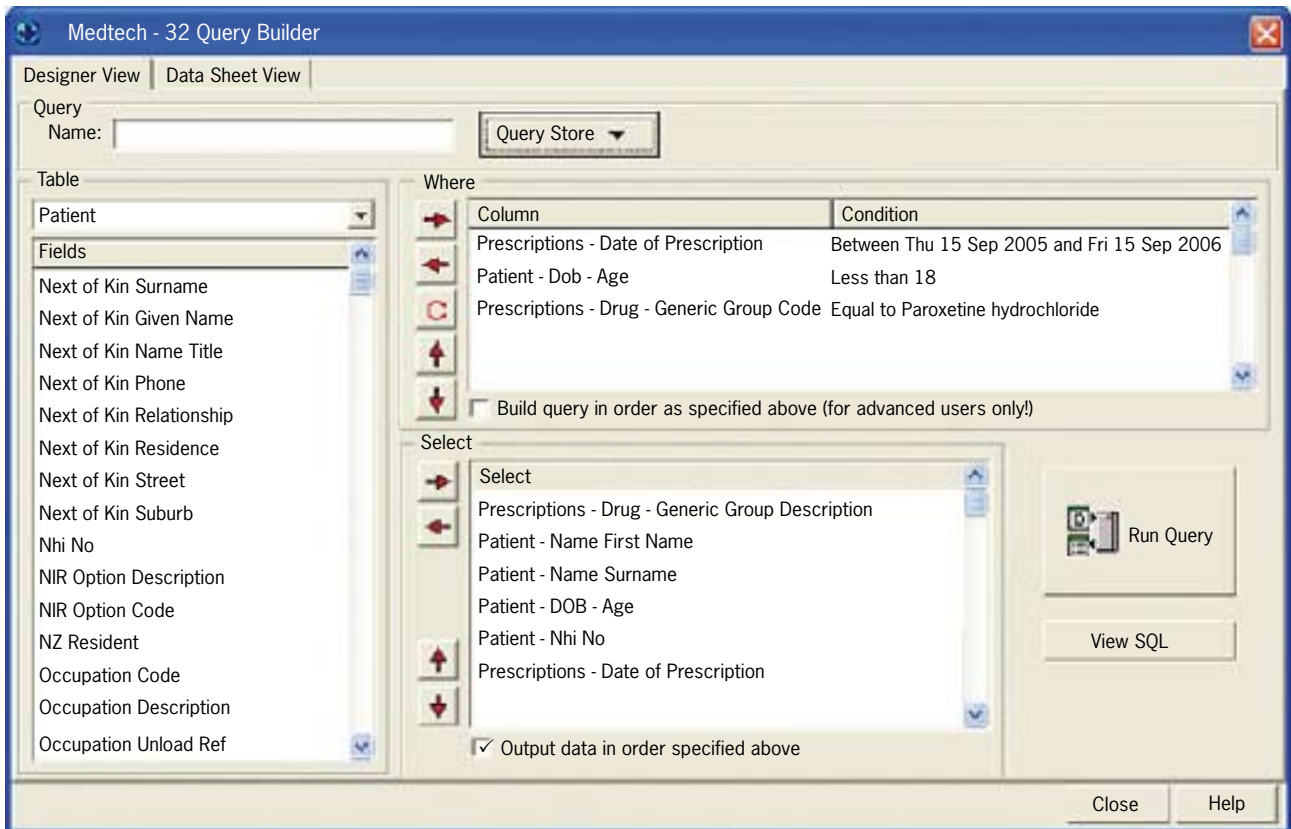 Medtech - 32 Query Builder
Designer View Data Sheet View
Query
Name:
Query Store
Table
Patient
Fields
Next of Kin Surname
Next of Kin Given Name
Next of Kin Name Title
Next of Kin Phone
Next of Kin Relationship
Next of Kin Residence
Next of Kin Street
Next of Kin Suburb
Nhi No
NIR Option Description
NIR Option Code
NZ Resident
Occupation Code
Occupation Description
Occupation Unload Ref
Where
Column Condition
Prescriptions - Date of Prescription Between Thu 15 Sep 2005 and Fri 15 Sep 2006
Patient - Dob - Age Less than 18
Prescriptions - Drug - Generic Group Code Equal to Paroxetine hydrochloride
Build query in order as specified above (for advanced users only!)
Select
Select
Prescriptions - Drug - Generic Group Description
Patient - Name First Name
Patient - Name Surname
Patient - DOB - Age
Patient - Nhi No
Prescriptions - Date of Prescription
Output data in order specified above
Run Query
View SQL
Close Help